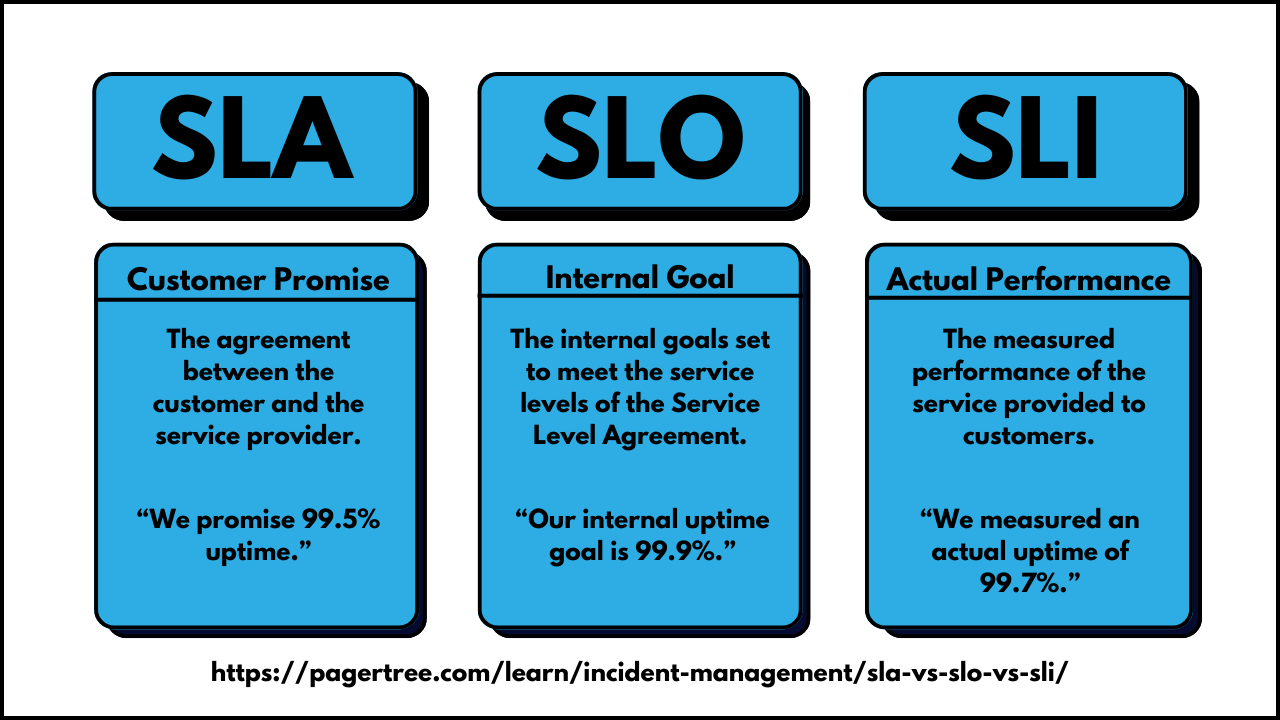 SLA
SLO
SLI
Customer Promise
The agreement
between the
customer and the
service provider.
“We promise 99.5%
uptime.”
Internal Goal
The internal goals set
to meet the service
levels of the Service
Level Agreement.
“Our internal uptime
goal is 99.9%.”
Actual Performance
The measured
performance of the
service provided to
customers.
“We measured an
actual uptime of
99.7%.”
https://pagertree.com/learn/incident-management/sla-vs-slo-vs-sli/